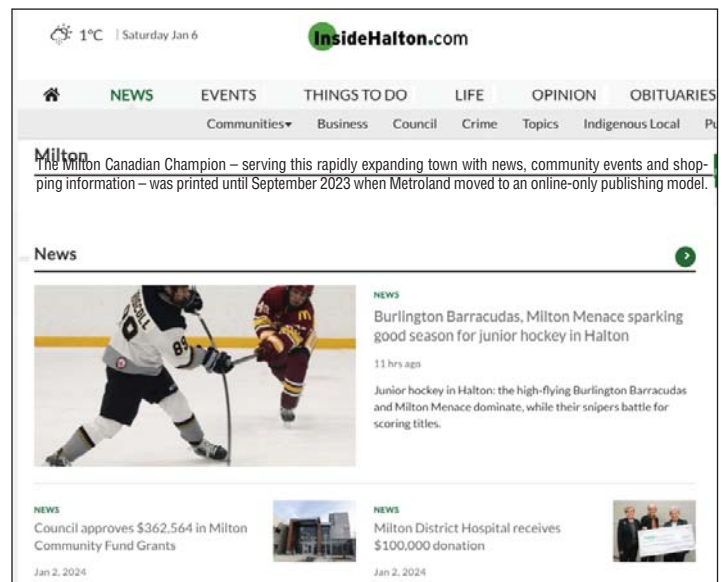 1°C | Saturday Jan 6
InsideHalton.com
NEWS EVENTS THINGS TO DO LIFE OPINION OBITUARIES
Communities▾ Business Council Crime Topics Indigenous Local Pu
Milton
The Milton Canadian Champion – serving this rapidly expanding town with news, community events and shop-
ping information – was printed until September 2023 when Metroland moved to an online-only publishing model.
News
89
NEWS
Burlington Barracudas, Milton Menace sparking
good season for junior hockey in Halton
11 hrs ago
Junior hockey in Halton: the high-flying Burlington Barracudas
and Milton Menace dominate, while their snipers battle for
scoring titles.
NEWS
Council approves $362,564 in Milton
Community Fund Grants
Jan 2, 2024
NEWS
Milton District Hospital receives
$100,000 donation
Jan 2, 2024